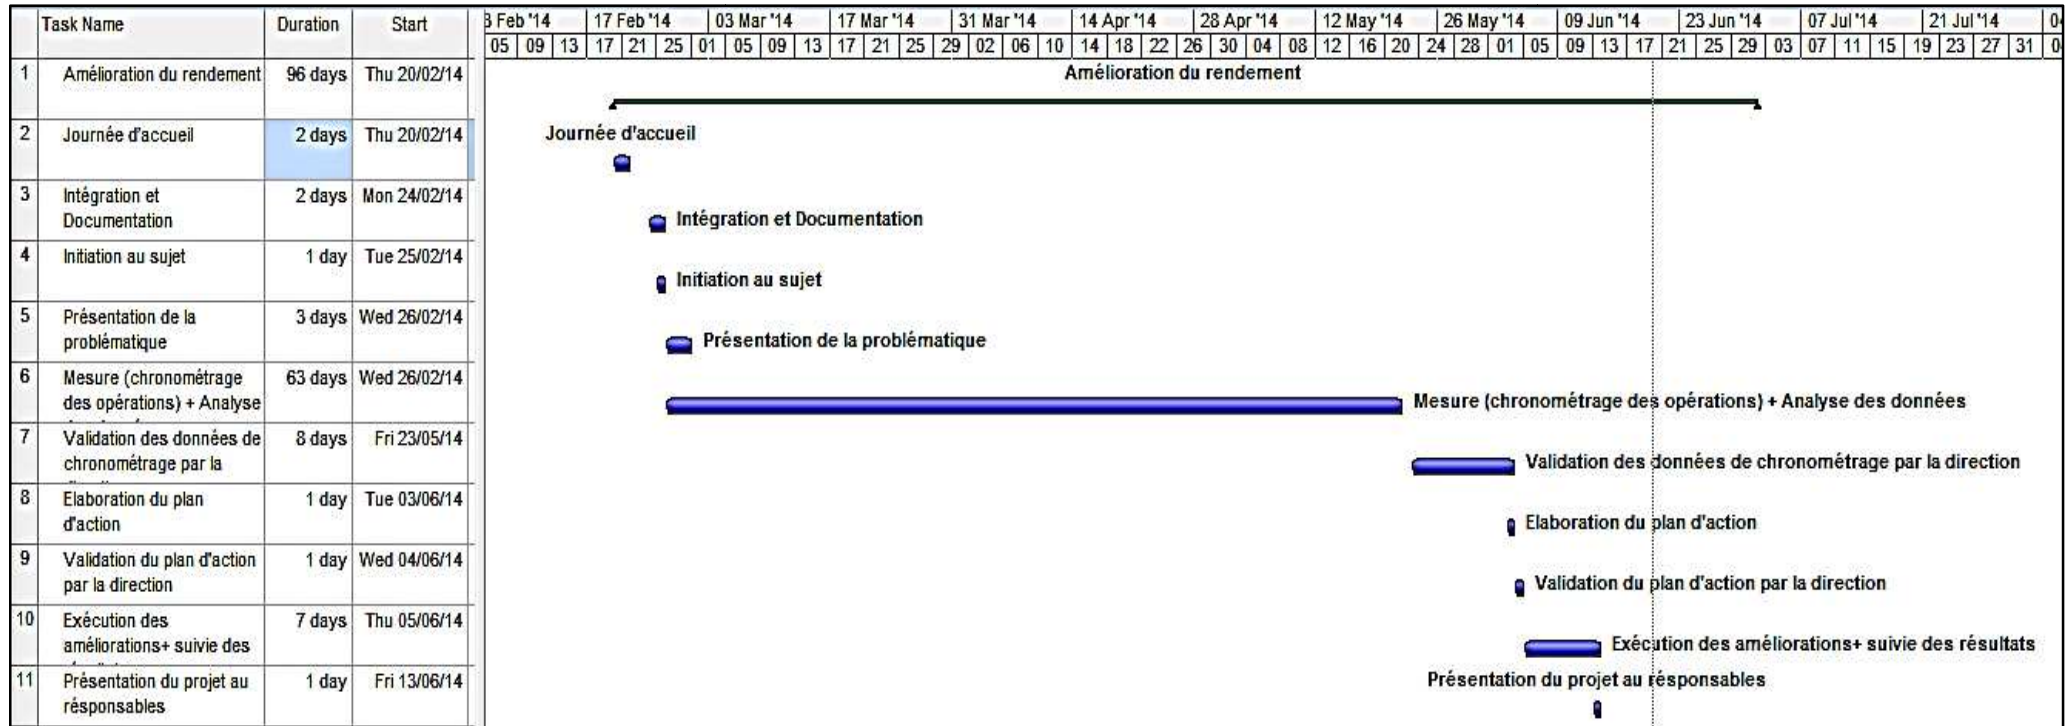 Task Name Duration Start 3 Feb '14 17 Feb '14 03 Mar '14 17 Mar '14 31 Mar '14 14 Apr '14 28 Apr '14 12 May '14 26 May '14 09 Jun '14 23 Jun '14 07 Jul '14 21 Jul '14
05 09 13 17 21 25 01 05 09 13 17 21 25 29 02 06 10 14 18 22 26 30 04 08 12 16 20 24 28 01 05 09 13 17 21 25 29 03 07 11 15 19 23 27 31
1 Amélioration du rendement 96 days Thu 20/02/14
Amélioration du rendement
2 Journée d'accueil 2 days Thu 20/02/14
Journée d'accueil
3 Intégration et 2 days Mon 24/02/14
Documentation
Intégration et Documentation
4 Initiation au sujet 1 day Tue 25/02/14
Initiation au sujet
5 Présentation de la 3 days Wed 26/02/14
problématique
Présentation de la problématique
6 Mesure (chronométrage 63 days Wed 26/02/14
des opérations) + Analyse
Mesure (chronométrage des opérations) + Analyse des données
7 Validation des données de 8 days Fri 23/05/14
chronométrage par la
Validation des données de chronométrage par la direction
8 Elaboration du plan 1 day Tue 03/06/14
d'action
Elaboration du plan d'action
9 Validation du plan d'action 1 day Wed 04/06/14
par la direction
Validation du plan d'action par la direction
10 Exécution des 7 days Thu 05/06/14
améliorations+ suivie des
Exécution des améliorations+ suivie des résultats
11 Présentation du projet au 1 day Fri 13/06/14
résponsables
Présentation du projet au résponsables